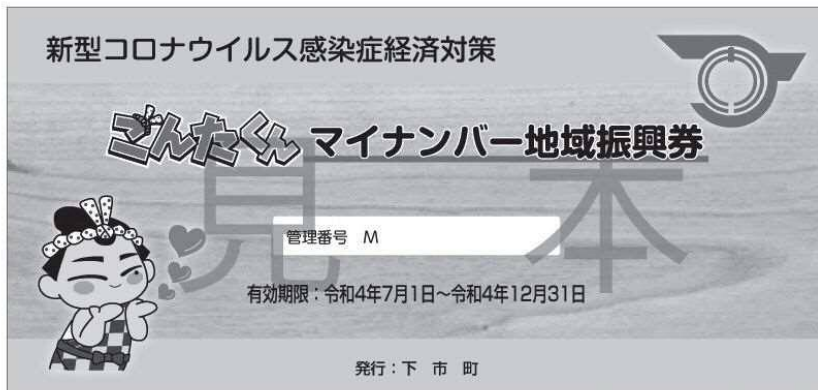 新型コロナウイルス感染症経済対策
ごんたくん マイナンバー地域振興券
見本
管理番号 M
有効期限：令和4年7月1日～令和4年12月31日
発行：下 市 町